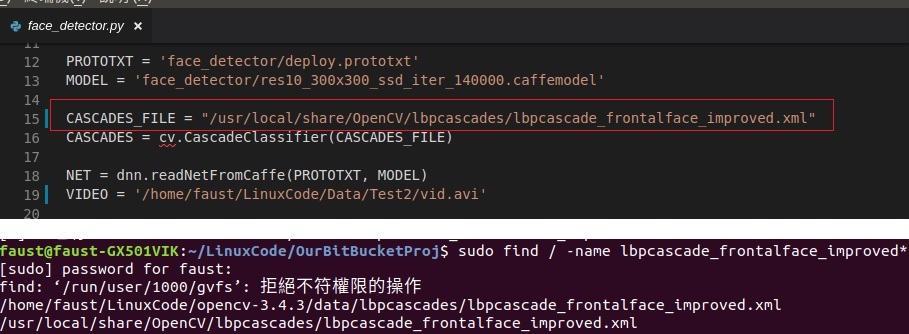 face_detector.py ×
12 PROTOTXT = 'face_detector/deploy.prototxt'
13 MODEL = 'face_detector/res10_300x300_ssd_iter_140000.caffemodel'
14
15 CASCADES_FILE = "/usr/local/share/OpenCV/lbpcascades/lbpcascade_frontalface_improved.xml"
16 CASCADES = cv.CascadeClassifier(CASCADES_FILE)
17
18 NET = dnn.readNetFromCaffe(PROTOTXT, MODEL)
19 VIDEO = '/home/faust/LinuxCode/Data/Test2/vid.avi'
20
faust@faust-GX501VIK:~/LinuxCode/OurBitBucketProj$ sudo find / -name lbpcascade_frontalface_improved*
[sudo] password for faust:
find: ‘/run/user/1000/gvfs’: 拒絕不符權限的操作
/home/faust/LinuxCode/opencv-3.4.3/data/lbpcascades/lbpcascade_frontalface_improved.xml
/usr/local/share/OpenCV/lbpcascades/lbpcascade_frontalface_improved.xml